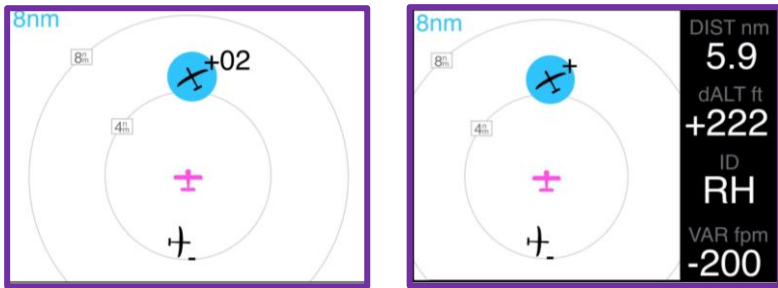 8nm
8nm
+02
4nm
-
8nm
8nm
+
4nm
-
DIST nm
5.9
dALT ft
+222
ID
RH
VAR fpm
-200